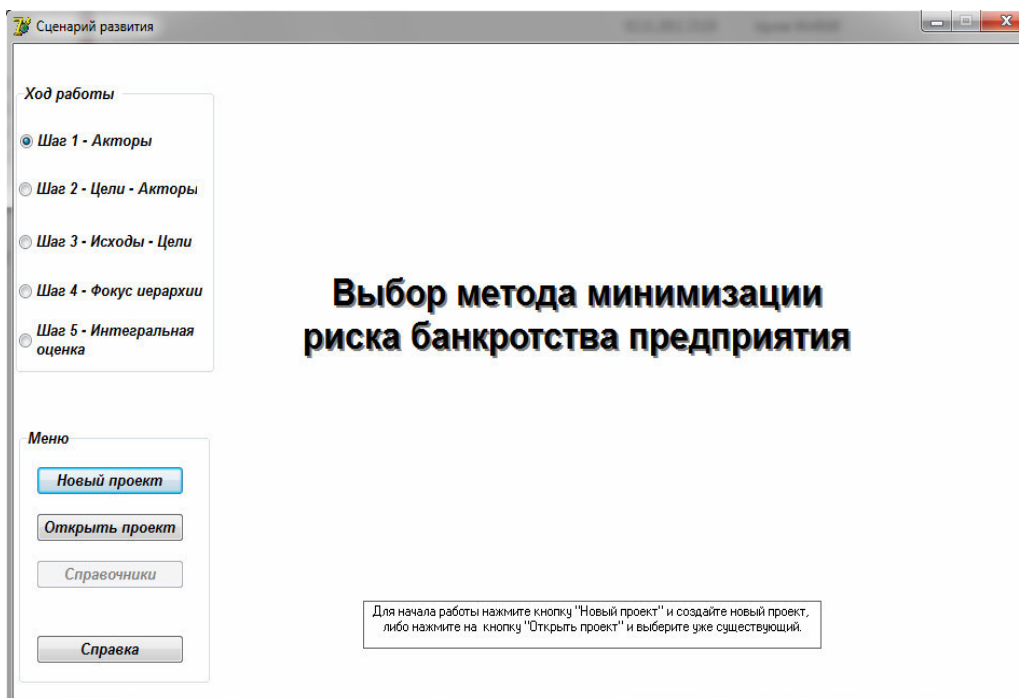 Сценарий развития
Ход работы
Шаг 1 - Акторы
Шаг 2 - Цели - Акторы
Шаг 3 - Исходы - Цели
Шаг 4 - Фокус иерархии
Шаг 5 - Интегральная
оценка
Выбор метода минимизации
риска банкротства предприятия
Меню
Новый проект
Открыть проект
Справочники
Справка
Для начала работы нажмите кнопку "Новый проект" и создайте новый проект,
либо нажмите на кнопку "Открыть проект" и выберите уже существующий.